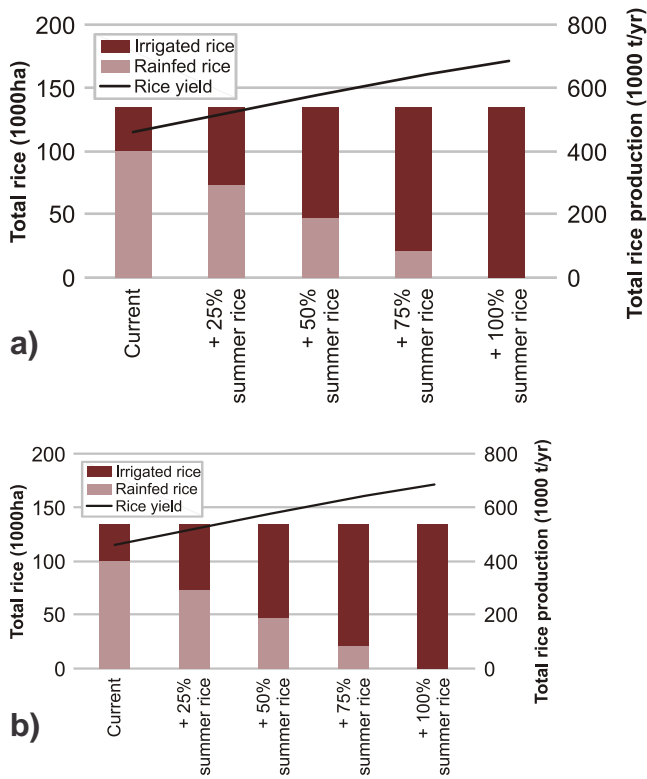 200
150
100
50
0
Total rice (1000ha)
Irrigated rice
Rainfed rice
Rice yield
800
600
400
200
0
Total rice production (1000 t/yr)
Current
+ 25%
summer rice
+ 50%
summer rice
+ 75%
summer rice
+ 100%
summer rice
a)
200
150
100
50
0
Total rice (1000ha)
Irrigated rice
Rainfed rice
Rice yield
800
600
400
200
0
Total rice production (1000 t/yr)
Current
+ 25%
summer rice
+ 50%
summer rice
+ 75%
summer rice
+ 100%
summer rice
b)